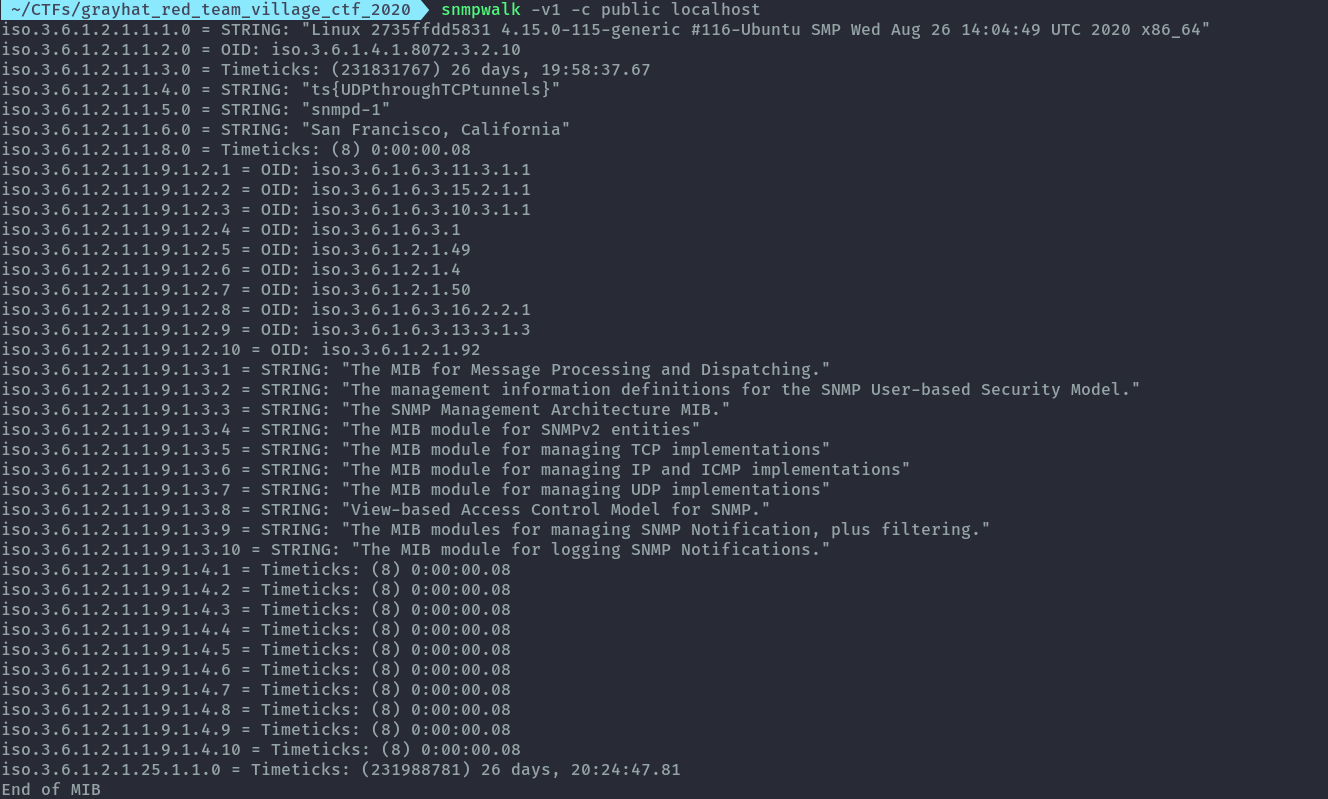 ~/CTFs/grayhat_red_team_village_ctf_2020 snmpwalk -v1 -c public localhost
iso.3.6.1.2.1.1.1.0 = STRING: "Linux 2735ffdd5831 4.15.0-115-generic #116-Ubuntu SMP Wed Aug 26 14:04:49 UTC 2020 x86_64"
iso.3.6.1.2.1.1.2.0 = OID: iso.3.6.1.4.1.8072.3.2.10
iso.3.6.1.2.1.1.3.0 = Timeticks: (231831767) 26 days, 19:58:37.67
iso.3.6.1.2.1.1.4.0 = STRING: "ts{UDPthroughTCPtunnels}"
iso.3.6.1.2.1.1.5.0 = STRING: "snmpd-1"
iso.3.6.1.2.1.1.6.0 = STRING: "San Francisco, California"
iso.3.6.1.2.1.1.8.0 = Timeticks: (8) 0:00:00.08
iso.3.6.1.2.1.1.9.1.2.1 = OID: iso.3.6.1.6.3.11.3.1.1
iso.3.6.1.2.1.1.9.1.2.2 = OID: iso.3.6.1.6.3.15.2.1.1
iso.3.6.1.2.1.1.9.1.2.3 = OID: iso.3.6.1.6.3.10.3.1.1
iso.3.6.1.2.1.1.9.1.2.4 = OID: iso.3.6.1.6.3.1
iso.3.6.1.2.1.1.9.1.2.5 = OID: iso.3.6.1.2.1.49
iso.3.6.1.2.1.1.9.1.2.6 = OID: iso.3.6.1.2.1.4
iso.3.6.1.2.1.1.9.1.2.7 = OID: iso.3.6.1.2.1.50
iso.3.6.1.2.1.1.9.1.2.8 = OID: iso.3.6.1.6.3.16.2.2.1
iso.3.6.1.2.1.1.9.1.2.9 = OID: iso.3.6.1.6.3.13.3.1.3
iso.3.6.1.2.1.1.9.1.2.10 = OID: iso.3.6.1.2.1.92
iso.3.6.1.2.1.1.9.1.3.1 = STRING: "The MIB for Message Processing and Dispatching."
iso.3.6.1.2.1.1.9.1.3.2 = STRING: "The management information definitions for the SNMP User-based Security Model."
iso.3.6.1.2.1.1.9.1.3.3 = STRING: "The SNMP Management Architecture MIB."
iso.3.6.1.2.1.1.9.1.3.4 = STRING: "The MIB module for SNMPv2 entities"
iso.3.6.1.2.1.1.9.1.3.5 = STRING: "The MIB module for managing TCP implementations"
iso.3.6.1.2.1.1.9.1.3.6 = STRING: "The MIB module for managing IP and ICMP implementations"
iso.3.6.1.2.1.1.9.1.3.7 = STRING: "The MIB module for managing UDP implementations"
iso.3.6.1.2.1.1.9.1.3.8 = STRING: "View-based Access Control Model for SNMP."
iso.3.6.1.2.1.1.9.1.3.9 = STRING: "The MIB modules for managing SNMP Notification, plus filtering."
iso.3.6.1.2.1.1.9.1.3.10 = STRING: "The MIB module for logging SNMP Notifications."
iso.3.6.1.2.1.1.9.1.4.1 = Timeticks: (8) 0:00:00.08
iso.3.6.1.2.1.1.9.1.4.2 = Timeticks: (8) 0:00:00.08
iso.3.6.1.2.1.1.9.1.4.3 = Timeticks: (8) 0:00:00.08
iso.3.6.1.2.1.1.9.1.4.4 = Timeticks: (8) 0:00:00.08
iso.3.6.1.2.1.1.9.1.4.5 = Timeticks: (8) 0:00:00.08
iso.3.6.1.2.1.1.9.1.4.6 = Timeticks: (8) 0:00:00.08
iso.3.6.1.2.1.1.9.1.4.7 = Timeticks: (8) 0:00:00.08
iso.3.6.1.2.1.1.9.1.4.8 = Timeticks: (8) 0:00:00.08
iso.3.6.1.2.1.1.9.1.4.9 = Timeticks: (8) 0:00:00.08
iso.3.6.1.2.1.1.9.1.4.10 = Timeticks: (8) 0:00:00.08
iso.3.6.1.2.1.25.1.1.0 = Timeticks: (231988781) 26 days, 20:24:47.81
End of MIB